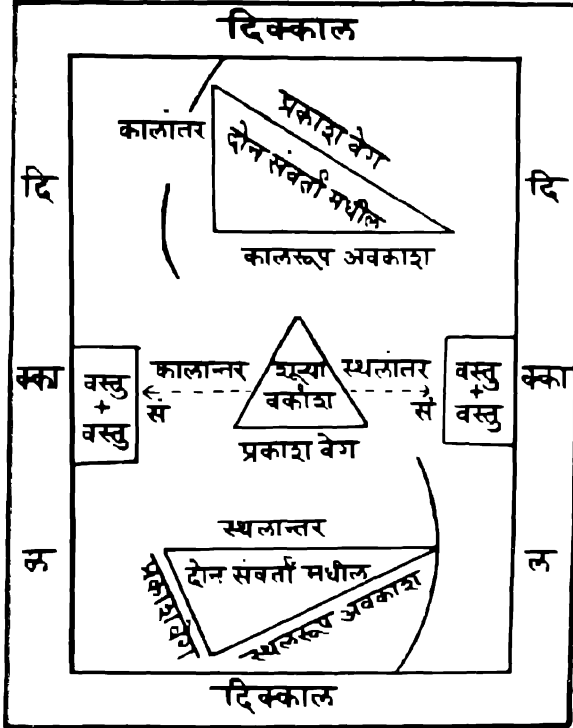 दिक्काल
कालांतर
प्रकाश वेग
दोन संवर्तां मधील
दि
दि
कालरूप अवकाश
क्का
वस्तु
+
वस्तु
सं
कालान्तर
शून्या
वकाश
स्थलांतर
सं
वस्तु
+
वस्तु
क्का
प्रकाश वेग
स्थलान्तर
ल
दोन संवर्तां मधील
ल
प्रकाश वेग
स्थलरूप अवकाश
दिक्काल